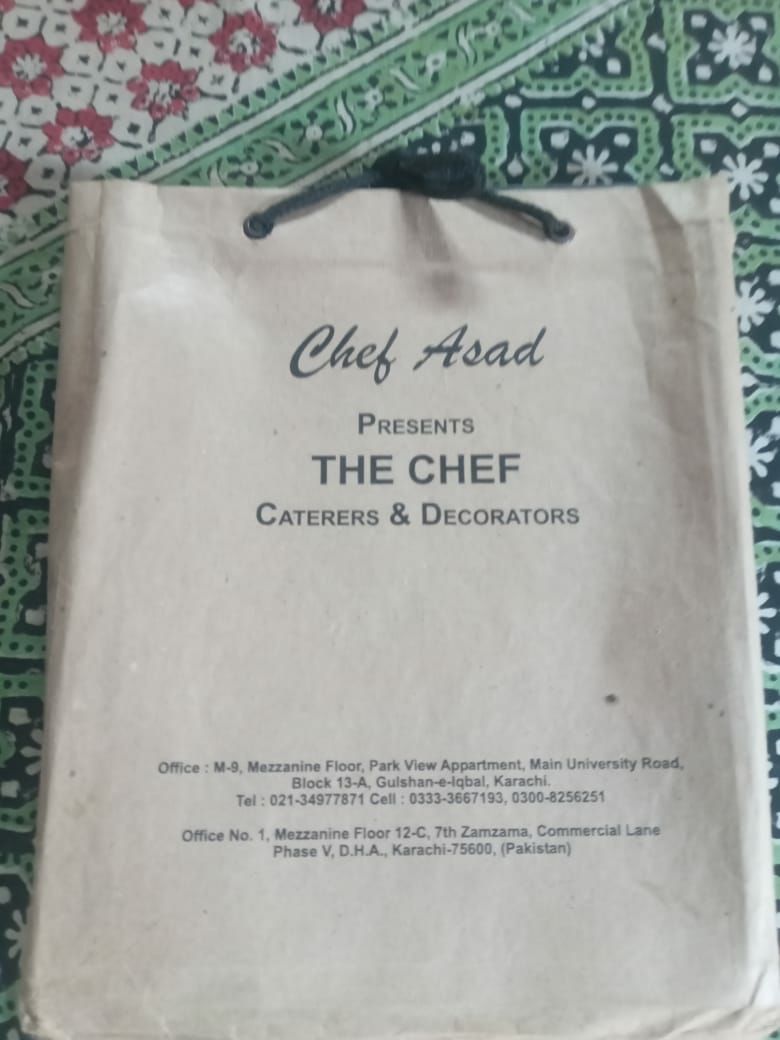 Chef Asad
PRESENTS
THE CHEF
CATERERS & DECORATORS
Office : M-9, Mezzanine Floor, Park View Appartment, Main University Road,
Block 13-A, Gulshan-e-Iqbal, Karachi.
Tel : 021-34977871 Cell : 0333-3667193, 0300-8256251
Office No. 1, Mezzanine Floor 12-C, 7th Zamzama, Commercial Lane
Phase V, D.H.A., Karachi-75600, (Pakistan)